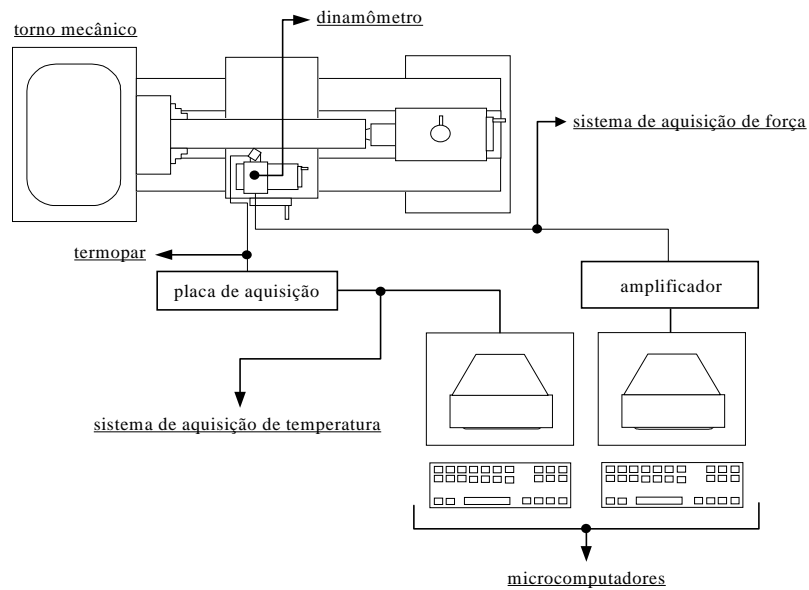 dinamômetro
torno mecânico
sistema de aquisição de força
termopar
placa de aquisição
amplificador
sistema de aquisição de temperatura
microcomputadores